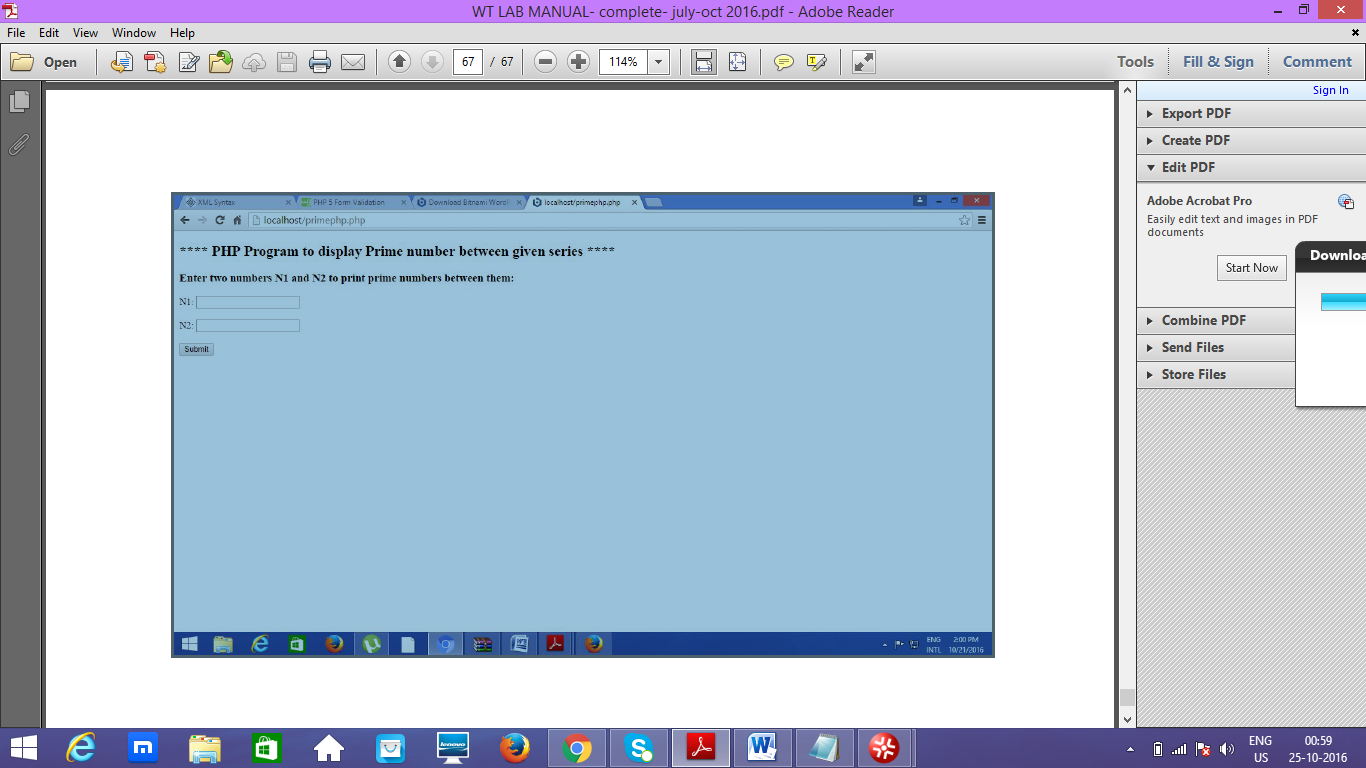 WT LAB MANUAL- complete- july-oct 2016.pdf - Adobe Reader
File Edit View Window Help
Open 67 / 67 114% Tools Fill & Sign Comment
Sign In
Export PDF
Create PDF
Edit PDF
Adobe Acrobat Pro
Easily edit text and images in PDF
documents
Start Now
Downloa
Combine PDF
Send Files
Store Files
XML Syntax PHP 5 Form Validation Download Bitnami WordP localhost/primephp.php
localhost/primephp.php
**** PHP Program to display Prime number between given series ****
Enter two numbers N1 and N2 to print prime numbers between them:
N1:
N2:
Submit
ENG 2:00 PM
INTL 10/21/2016
ENG 00:59
US 25-10-2016